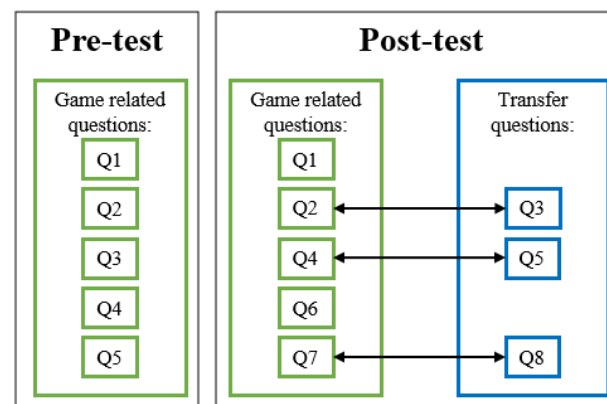 Pre-test
Game related
questions:
Q1
Q2
Q3
Q4
Q5
Post-test
Game related
questions:
Q1
Q2
Q4
Q6
Q7
Transfer
questions:
Q3
Q5
Q8